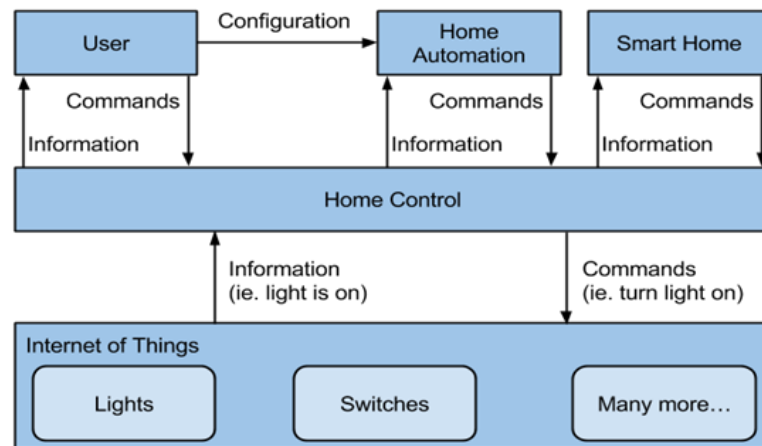 User
Configuration
Home
Automation
Smart Home
Commands
Information
Commands
Information
Commands
Information
Home Control
Information
(ie. light is on)
Commands
(ie. turn light on)
Internet of Things
Lights
Switches
Many more…